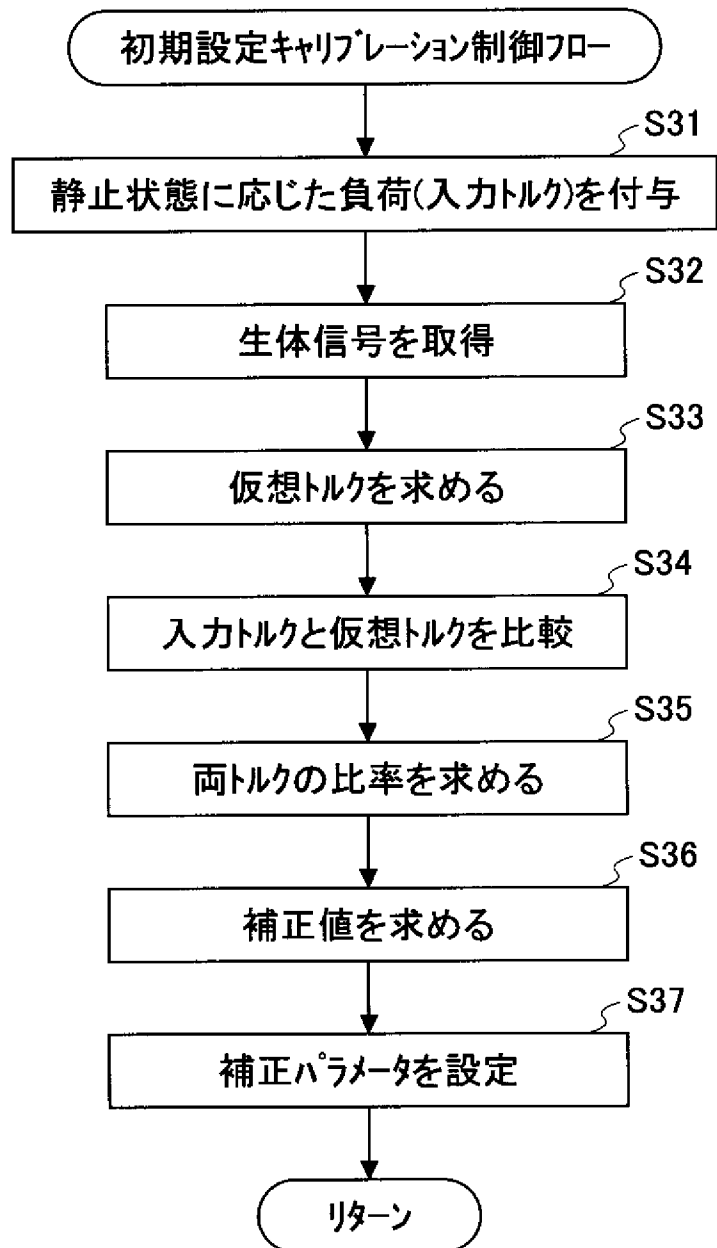 初期設定ｷｬﾘﾌﾞﾚｰｼｮﾝ制御ﾌﾛｰ
S31
静止状態に応じた負荷(入力ﾄﾙｸ)を付与
S32
生体信号を取得
S33
仮想ﾄﾙｸを求める
S34
入力ﾄﾙｸと仮想ﾄﾙｸを比較
S35
両ﾄﾙｸの比率を求める
S36
補正値を求める
S37
補正ﾊﾟﾗﾒｰﾀを設定
ﾘﾀｰﾝ